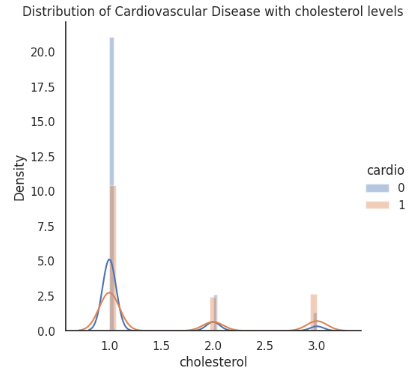 Distribution of Cardiovascular Disease with cholesterol levels
20.0
17.5
15.0
12.5
10.0
7.5
5.0
2.5
0.0
Density
1.0 1.5 2.0 2.5 3.0
cholesterol
cardio
0
1